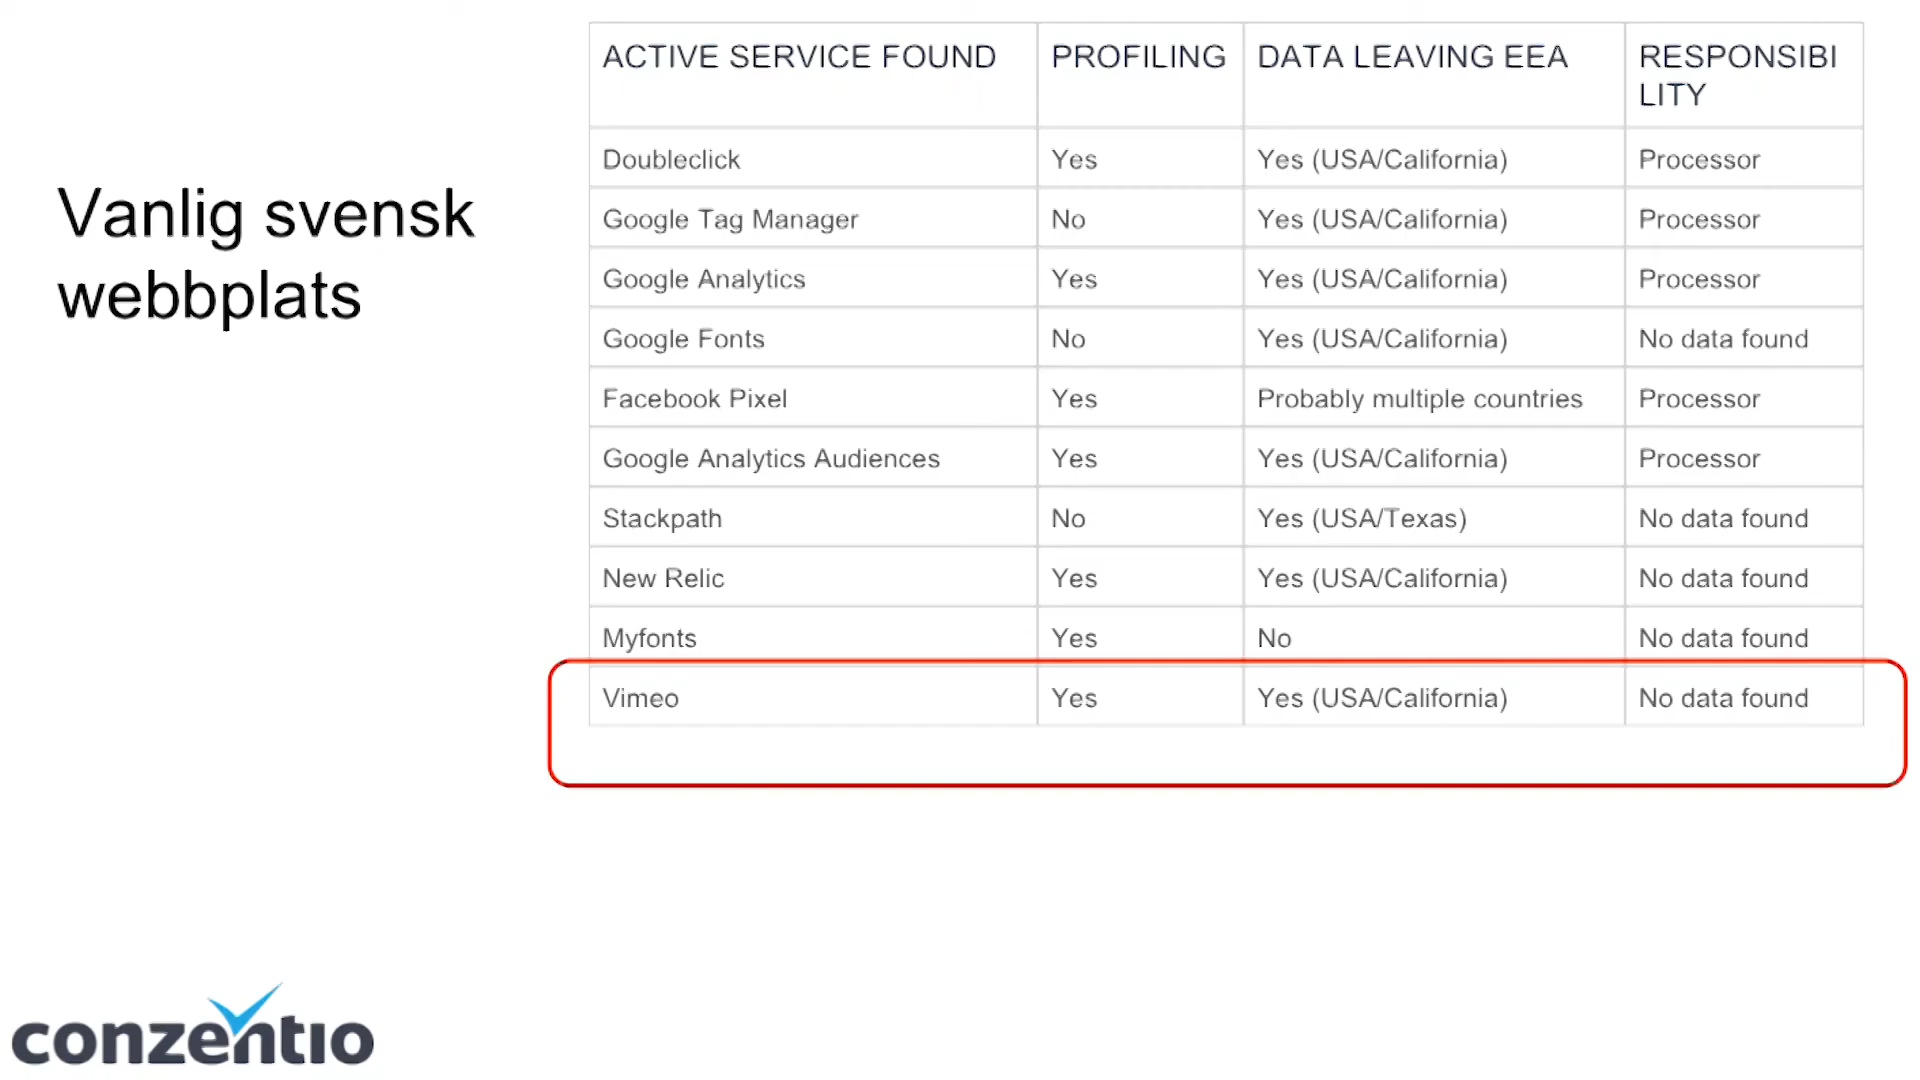 Vanlig svensk
webbplats
ACTIVE SERVICE FOUND PROFILING DATA LEAVING EEA RESPONSIBI
LITY
Doubleclick Yes Yes (USA/California) Processor
Google Tag Manager No Yes (USA/California) Processor
Google Analytics Yes Yes (USA/California) Processor
Google Fonts No Yes (USA/California) No data found
Facebook Pixel Yes Probably multiple countries Processor
Google Analytics Audiences Yes Yes (USA/California) Processor
Stackpath No Yes (USA/Texas) No data found
New Relic Yes Yes (USA/California) No data found
Myfonts Yes No No data found
Vimeo Yes Yes (USA/California) No data found
conzentio